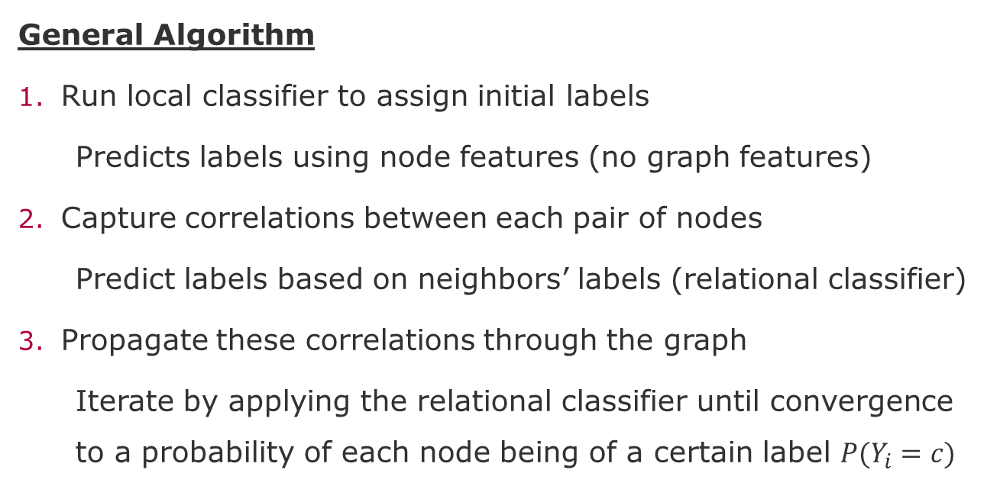 General Algorithm
1. Run local classifier to assign initial labels
Predicts labels using node features (no graph features)
2. Capture correlations between each pair of nodes
Predict labels based on neighbors’ labels (relational classifier)
3. Propagate these correlations through the graph
Iterate by applying the relational classifier until convergence
to a probability of each node being of a certain label P(Yᵢ = c)